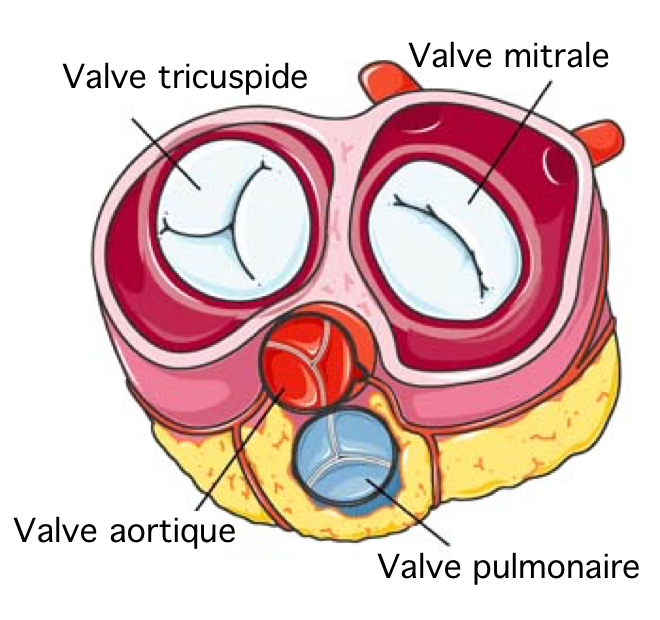 Valve mitrale
Valve tricuspide
Valve aortique
Valve pulmonaire